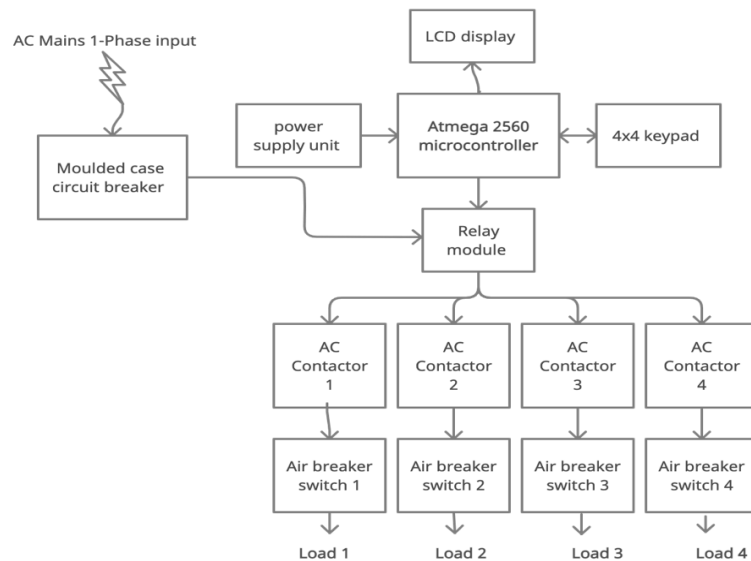 AC Mains 1-Phase input
LCD display
power
supply unit
Atmega 2560
microcontroller
4x4 keypad
Moulded case
circuit breaker
Relay
module
AC
Contactor
1
AC
Contactor
2
AC
Contactor
3
AC
Contactor
4
Air breaker
switch 1
Air breaker
switch 2
Air breaker
switch 3
Air breaker
switch 4
Load 1
Load 2
Load 3
Load 4